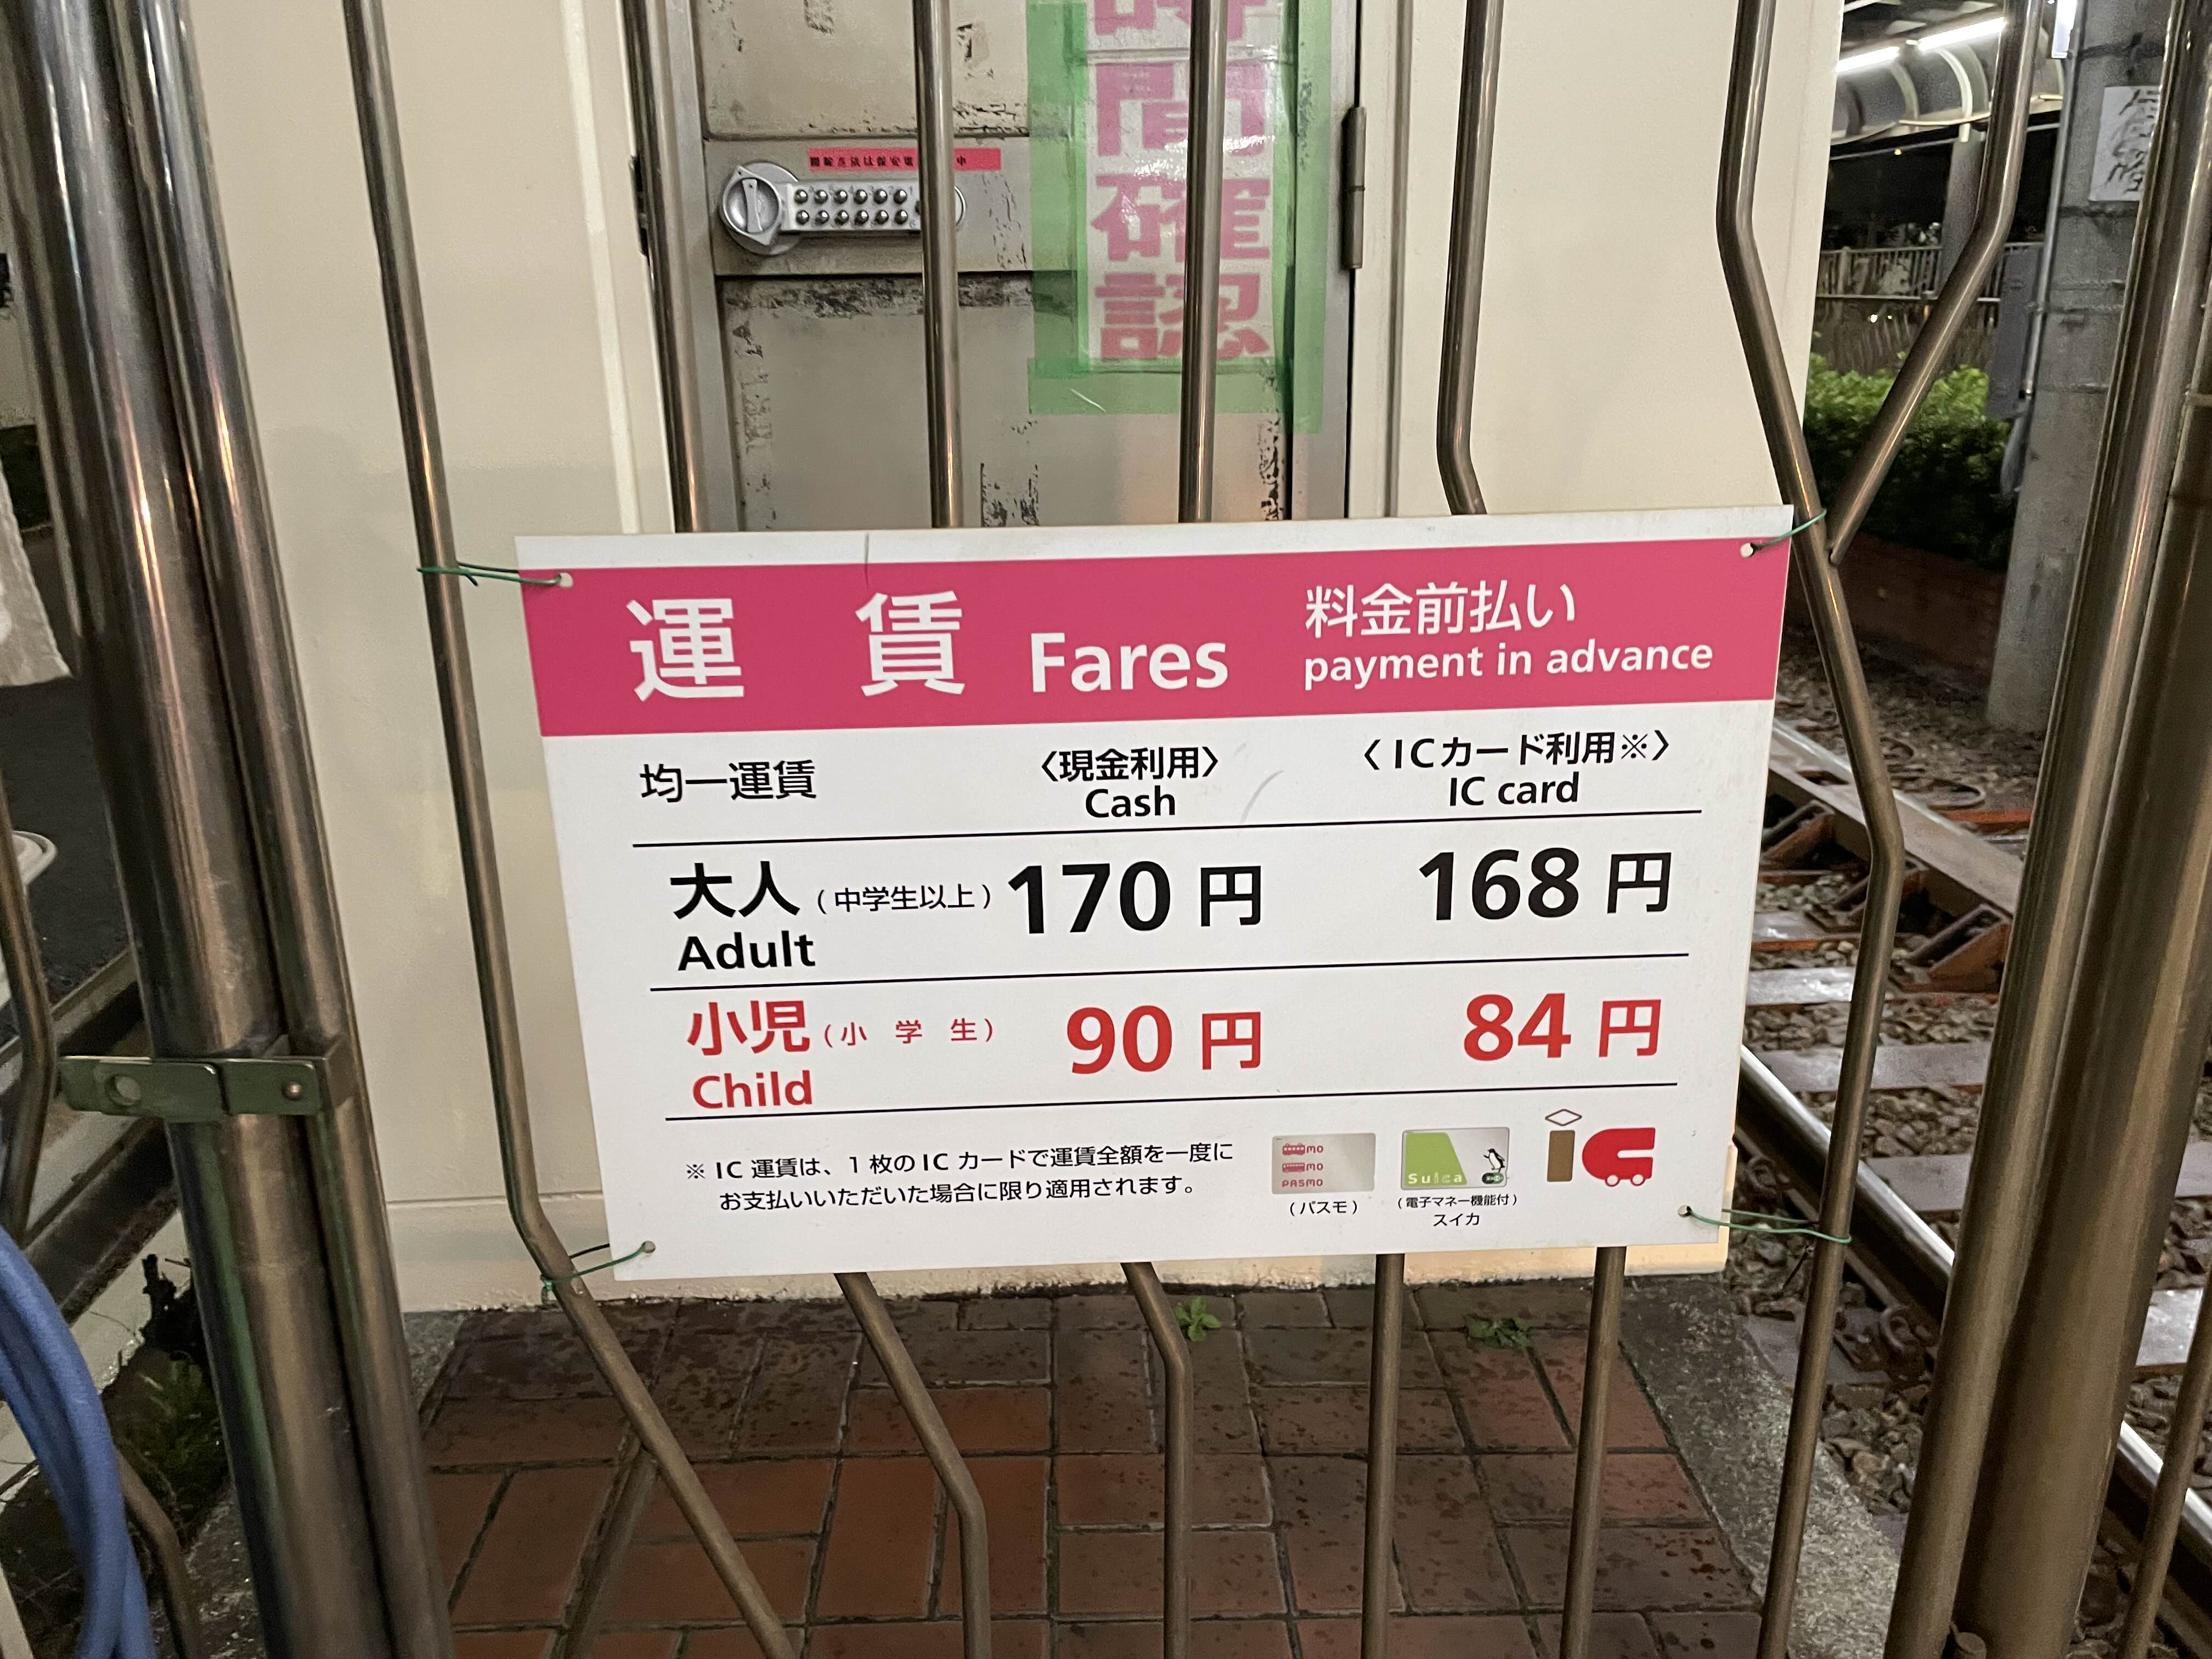 時間確認
運賃 Fares
料金前払い
payment in advance
均一運賃
〈現金利用〉
Cash
〈ICカード利用※〉
IC card
大人(中学生以上) 170円 168円
Adult
小児(小学生) 90円 84円
Child
※ IC 運賃は、1 枚のIC カードで運賃全額を一度に
お支払いいただいた場合に限り適用されます。
mo
mo
PASMO
(パスモ)
Suica
(電子マネー機能付)
スイカ